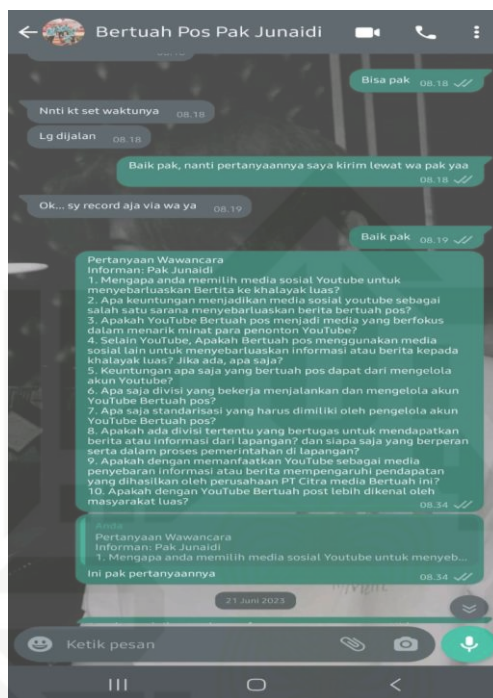 Bertuah Pos Pak Junaidi
Bisa pak 08.18
Nnti kt set waktunya 08.18
Lg dijalan 08.18
Baik pak, nanti pertanyaannya saya kirim lewat wa pak yaa
08.18
Ok... sy record aja via wa ya 08.19
Baik pak 08.19
Pertanyaan Wawancara
Informan: Pak Junaidi
1. Mengapa anda memilih media sosial Youtube untuk
menyebarluaskan Bertita ke khalayak luas?
2. Apa keuntungan menjadikan media sosial youtube sebagai
salah satu sarana menyebarluaskan berita bertuah pos?
3. Apakah YouTube Bertuah pos menjadi media yang berfokus
dalam menarik minat para penonton YouTube?
4. Selain YouTube, Apakah Bertuah pos menggunakan media
sosial lain untuk menyebarluaskan informasi atau berita kepada
khalayak luas? Jika ada, apa saja?
5. Keuntungan apa saja yang bertuah pos dapat dari mengelola
akun Youtube?
6. Apa saja divisi yang bekerja menjalankan dan mengelola akun
YouTube Bertuah pos?
7. Apa saja standarisasi yang harus dimiliki oleh pengelola akun
YouTube Bertuah pos?
8. Apakah ada divisi tertentu yang bertugas untuk mendapatkan
berita atau informasi dari lapangan? dan siapa saja yang berperan
serta dalam proses pemerintahan di lapangan?
9. Apakah dengan memanfaatkan YouTube sebagai media
penyebaran informasi atau berita mempengaruhi pendapatan
yang dihasilkan oleh perusahaan PT Citra media Bertuah ini?
10. Apakah dengan YouTube Bertuah post lebih dikenal oleh
masyarakat luas? 08.34
Anda
Pertanyaan Wawancara
Informan: Pak Junaidi
1. Mengapa anda memilih media sosial Youtube untuk menyeb...
Ini pak pertanyaannya 08.34
21 Juni 2023
Ketik pesan